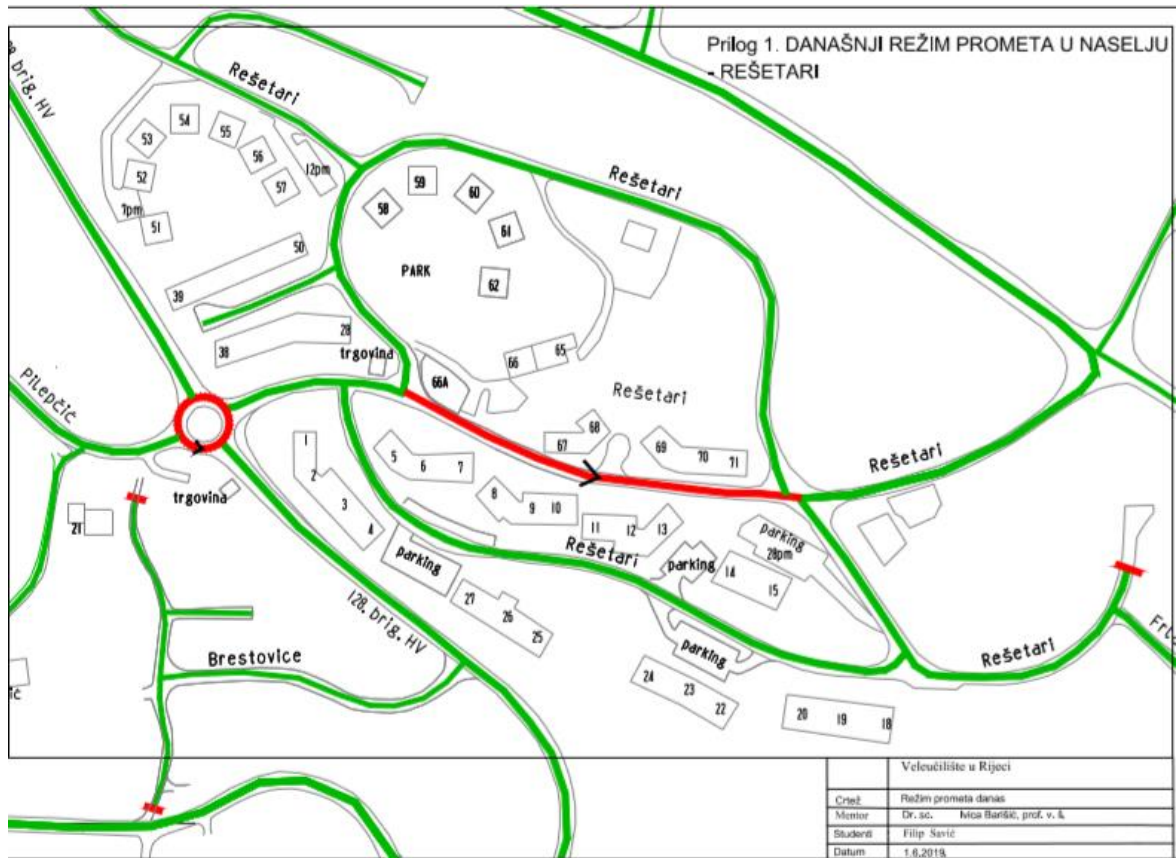 Prilog 1. DANAŠNJI REŽIM PROMETA U NASELJU
- REŠETARI
brig. HV
Rešetari
54
53
55
56
52
57
12pm
7pm
51
50
39
38
28
trgovina
59
58
60
61
62
PARK
Rešetari
66
65
66A
Rešetari
Pilepčić
trgovina
21
1
2
3
4
5
6
7
8
9
10
11
12
13
67
68
69
70
71
Rešetari
parking
28pm
14
15
parking
Rešetari
parking
27
26
25
128. brig. HV
parking
24
23
22
20
19
18
Rešetari
Brestovice
Veleučilište u Rijeci
Crtež
Režim prometa danas
Mentor
Dr. sc. Ivica Barišić, prof. v. š.
Studenti
Filip Savić
Datum
1.6.2019.